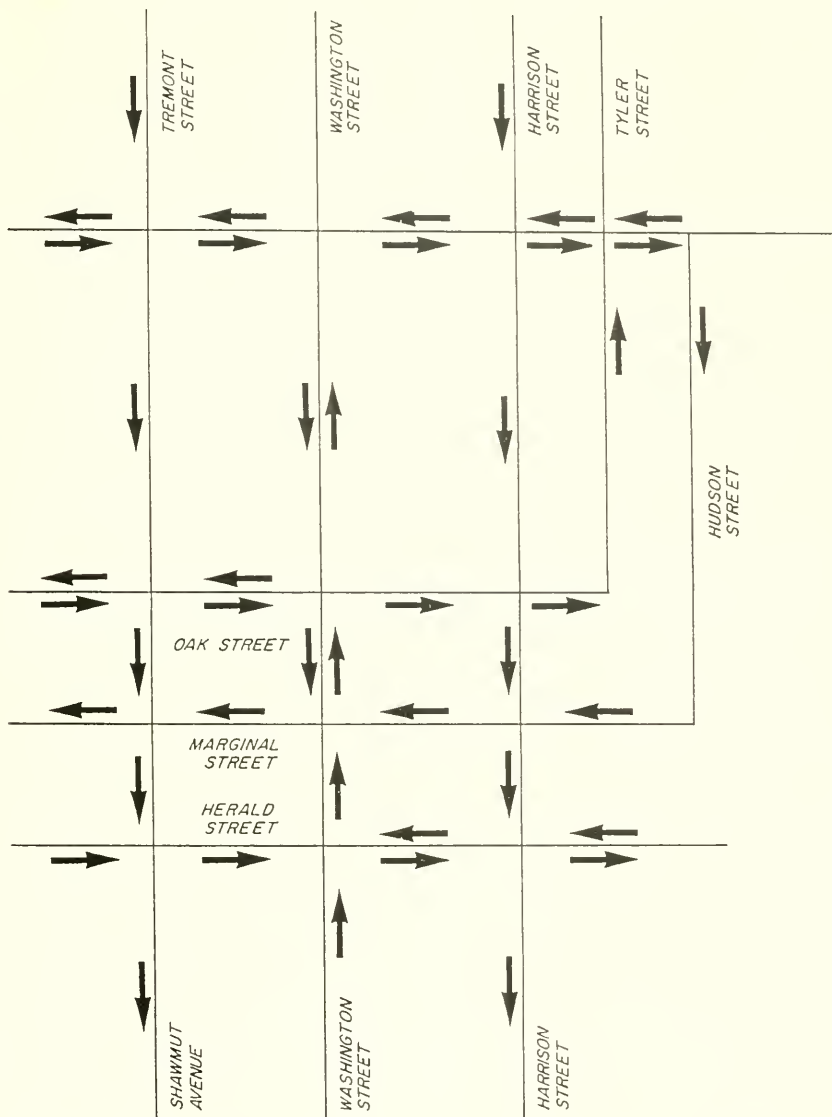 TREMONT
STREET
WASHINGTON
STREET
HARRISON
STREET
TYLER
STREET
HUDSON
STREET
OAK STREET
MARGINAL
STREET
HERALD
STREET
SHAWMUT
AVENUE
WASHINGTON
STREET
HARRISON
STREET